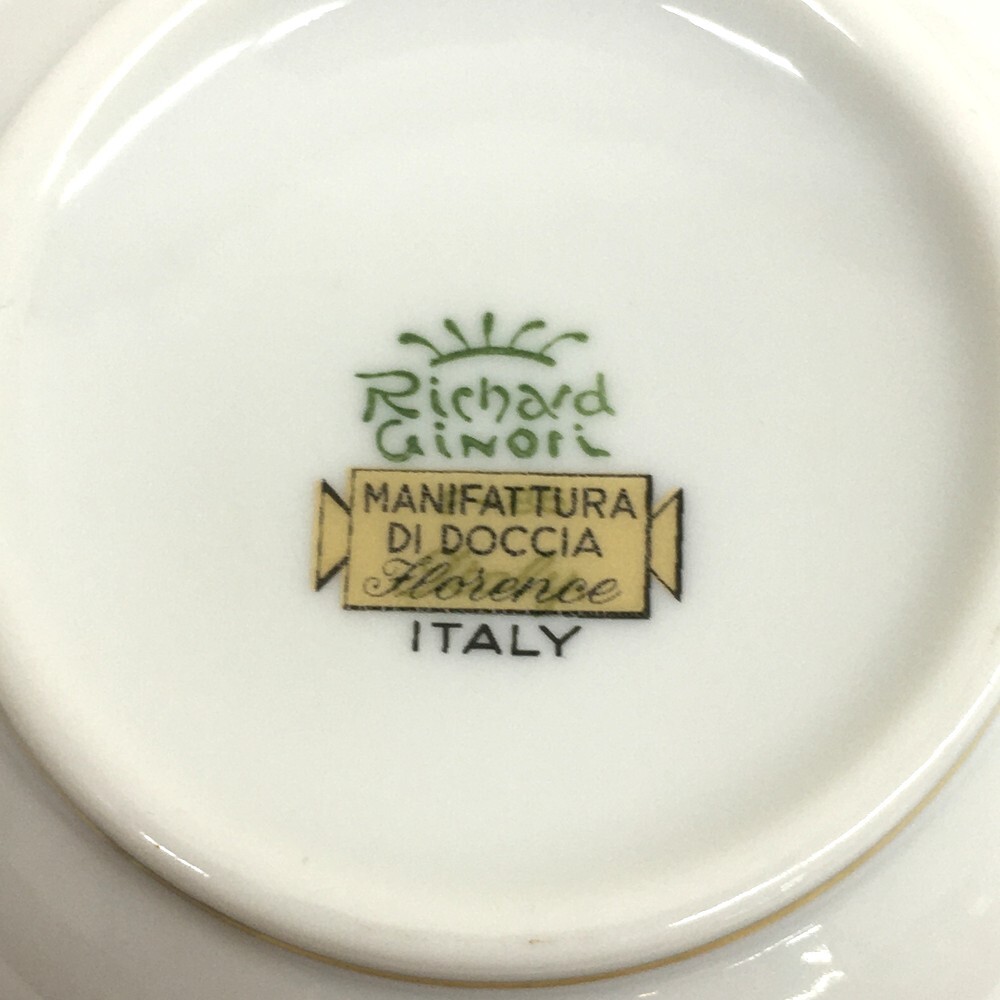 Richard
Ginori
MANIFATTURA
DI DOCCIA
Florence
ITALY